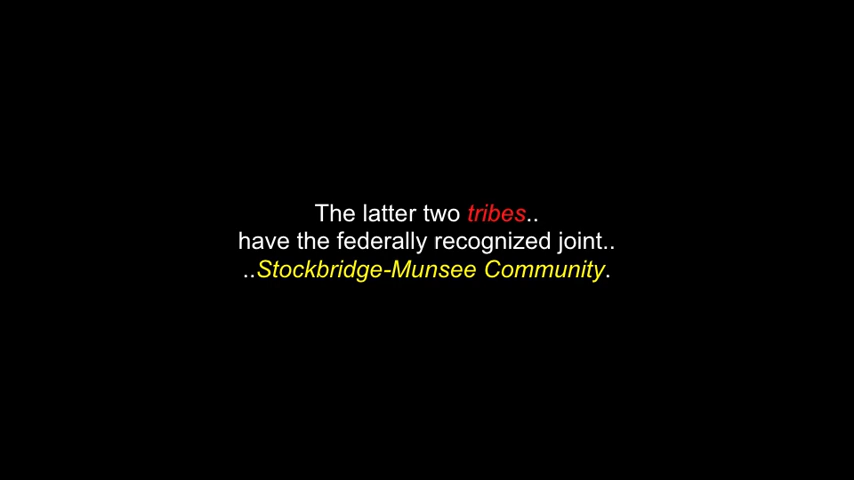 The latter two tribes..
have the federally recognized joint..
..Stockbridge-Munsee Community.